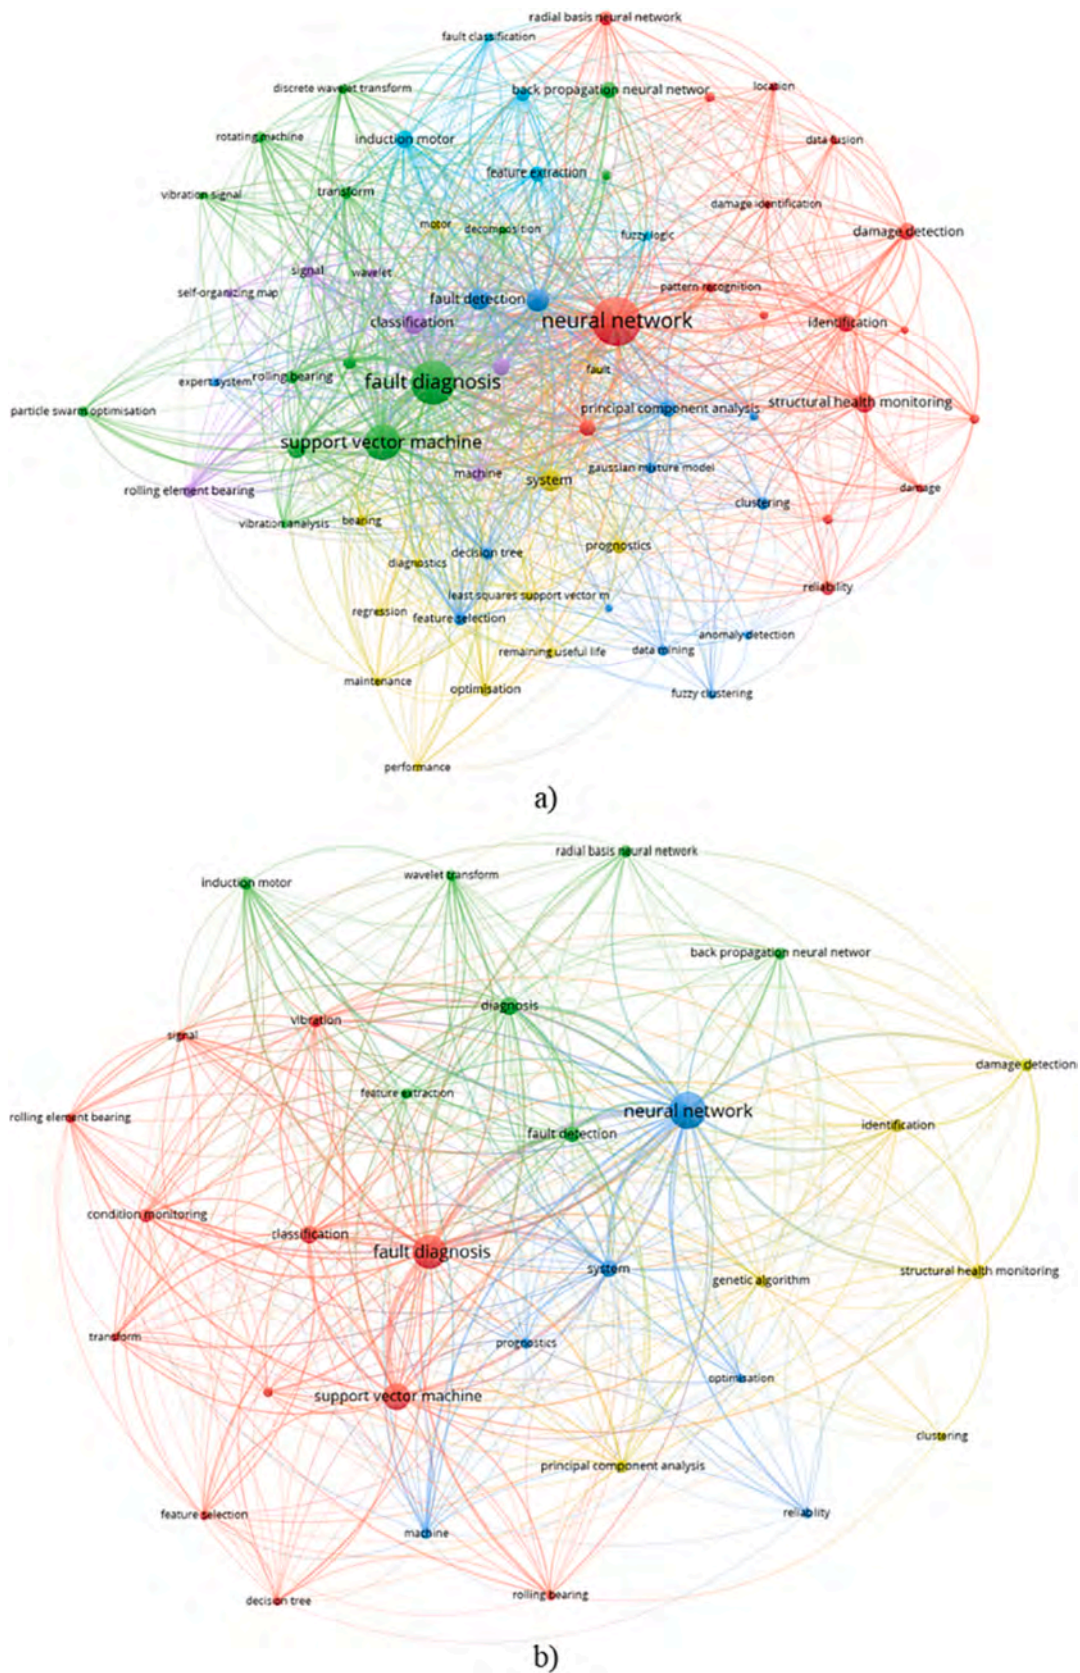 radial basis neural network
fault classification
discrete wavelet transform
back propagation neural networ
location
rotating machine
induction motor
data fusion
feature extraction
vibration signal
transform
damage identification
motor
decomposition
fuzzy logic
damage detection
signal
wavelet
pattern recognition
self-organizing map
fault detection
classification
neural network
identification
expert system
rolling bearing
fault diagnosis
fault
particle swarm optimisation
principal component analysis
structural health monitoring
support vector machine
rolling element bearing
machine
system
gaussian mixture model
damage
clustering
vibration analysis
bearing
diagnostics
decision tree
prognostics
regression
feature selection
least squares support vector m
reliability
anomaly detection
remaining useful life
data mining
maintenance
optimisation
fuzzy clustering
performance
a)
radial basis neural network
induction motor
wavelet transform
back propagation neural networ
diagnosis
vibration
signal
damage detection
feature extraction
rolling element bearing
neural network
fault detection
identification
condition monitoring
classification
fault diagnosis
system
genetic algorithm
structural health monitoring
transform
prognostics
optimisation
support vector machine
clustering
principal component analysis
feature selection
machine
reliability
decision tree
rolling bearing
b)